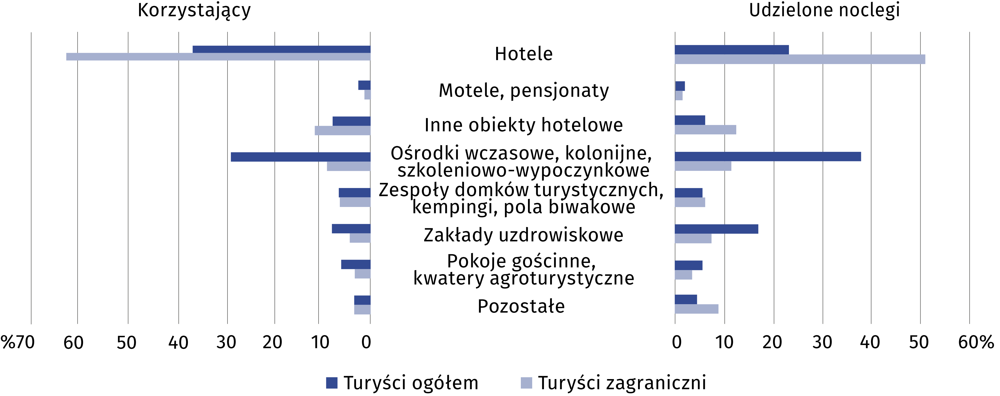 Korzystający
Udzielone noclegi
Hotele
Motele, pensjonaty
Inne obiekty hotelowe
Ośrodki wczasowe, kolonijne,
szkoleniowo-wypoczynkowe
Zespoły domków turystycznych,
kempingi, pola biwakowe
Zakłady uzdrowiskowe
Pokoje gościnne,
kwatery agroturystyczne
Pozostałe
%70 60 50 40 30 20 10 0
0 10 20 30 40 50 60%
Turyści ogółem
Turyści zagraniczni